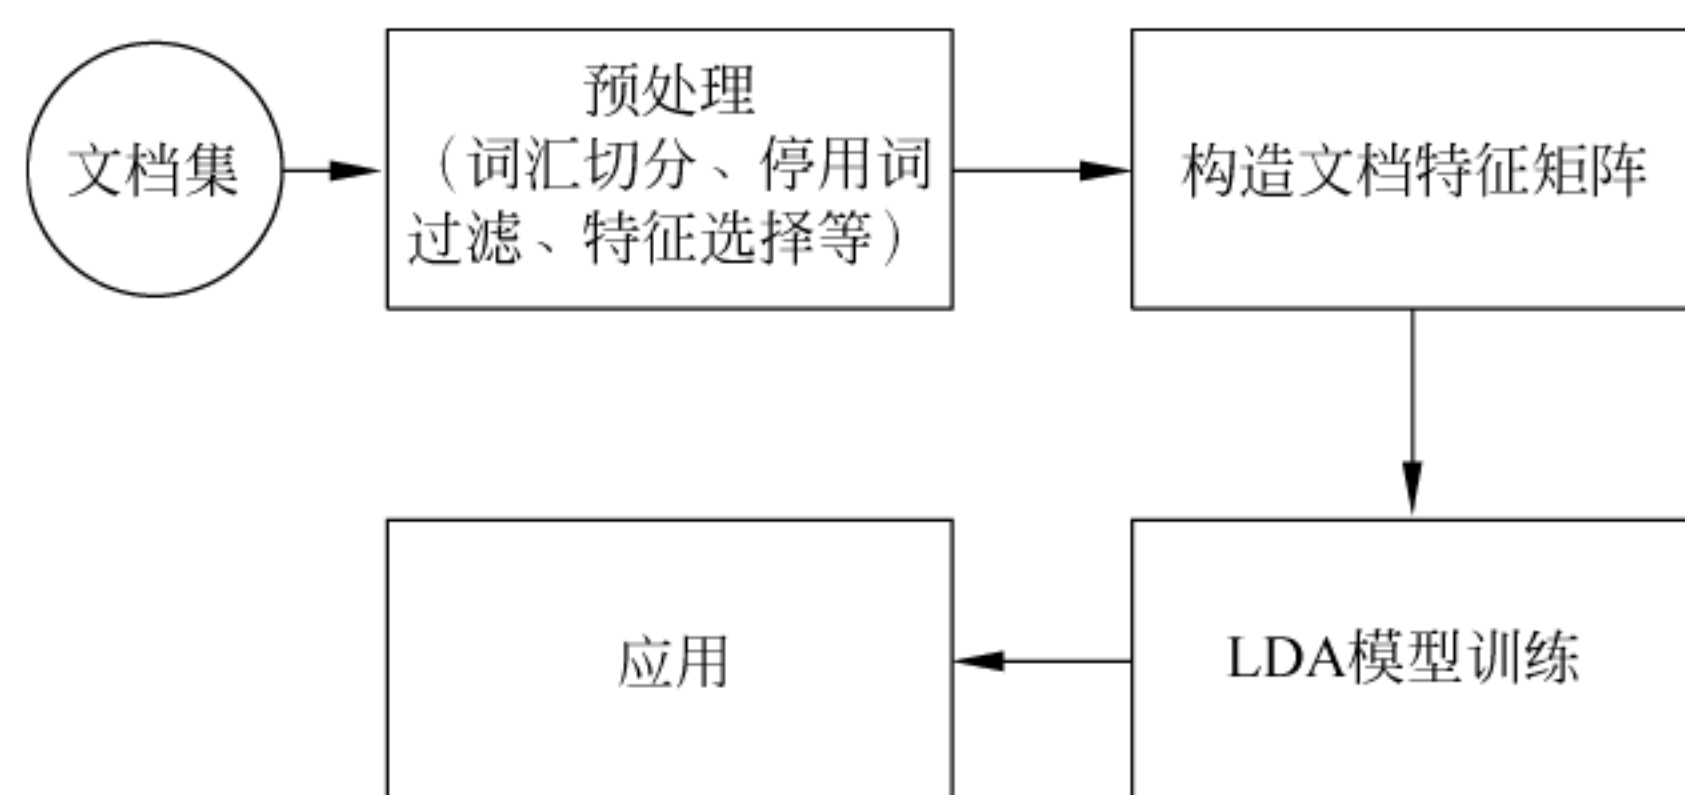 文档集
预处理
（词汇切分、停用词
过滤、特征选择等）
构造文档特征矩阵
LDA模型训练
应用